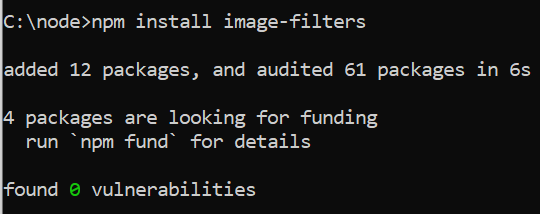 C:\node>npm install image-filters
added 12 packages, and audited 61 packages in 6s
4 packages are looking for funding
run `npm fund` for details
found 0 vulnerabilities